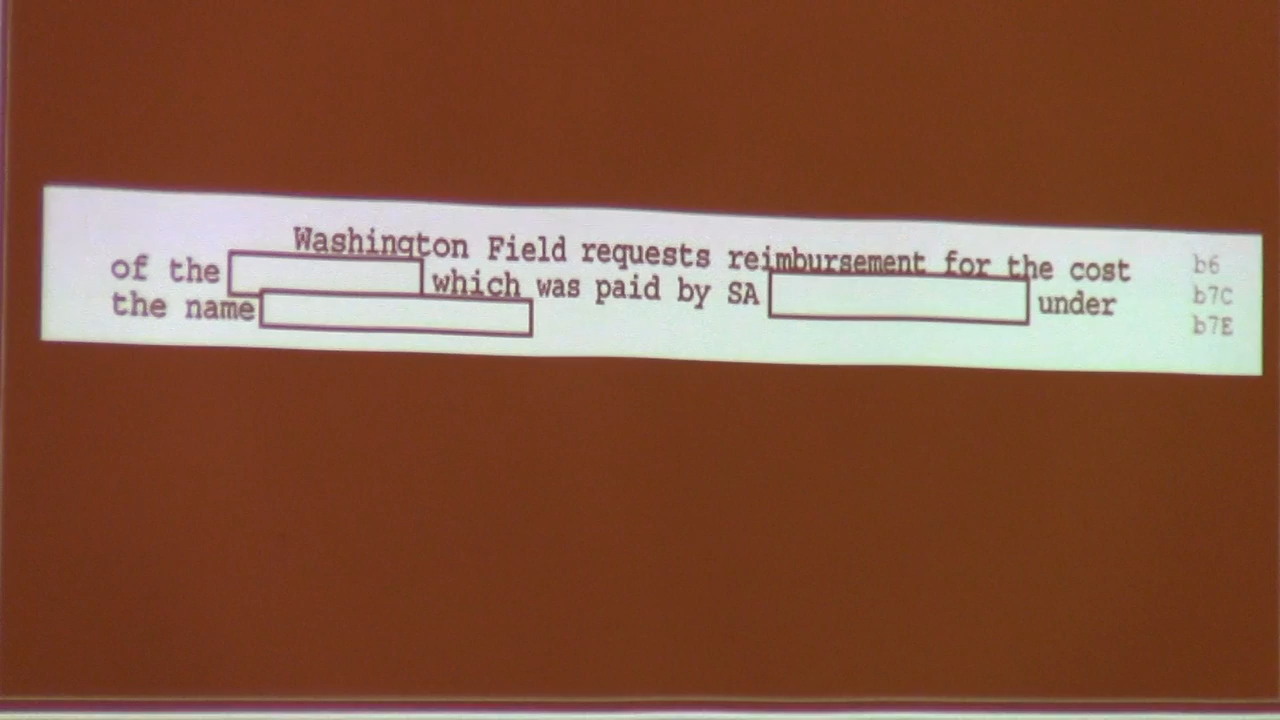 Washington Field requests reimbursement for the cost b6
of the which was paid by SA under b7C
the name b7E